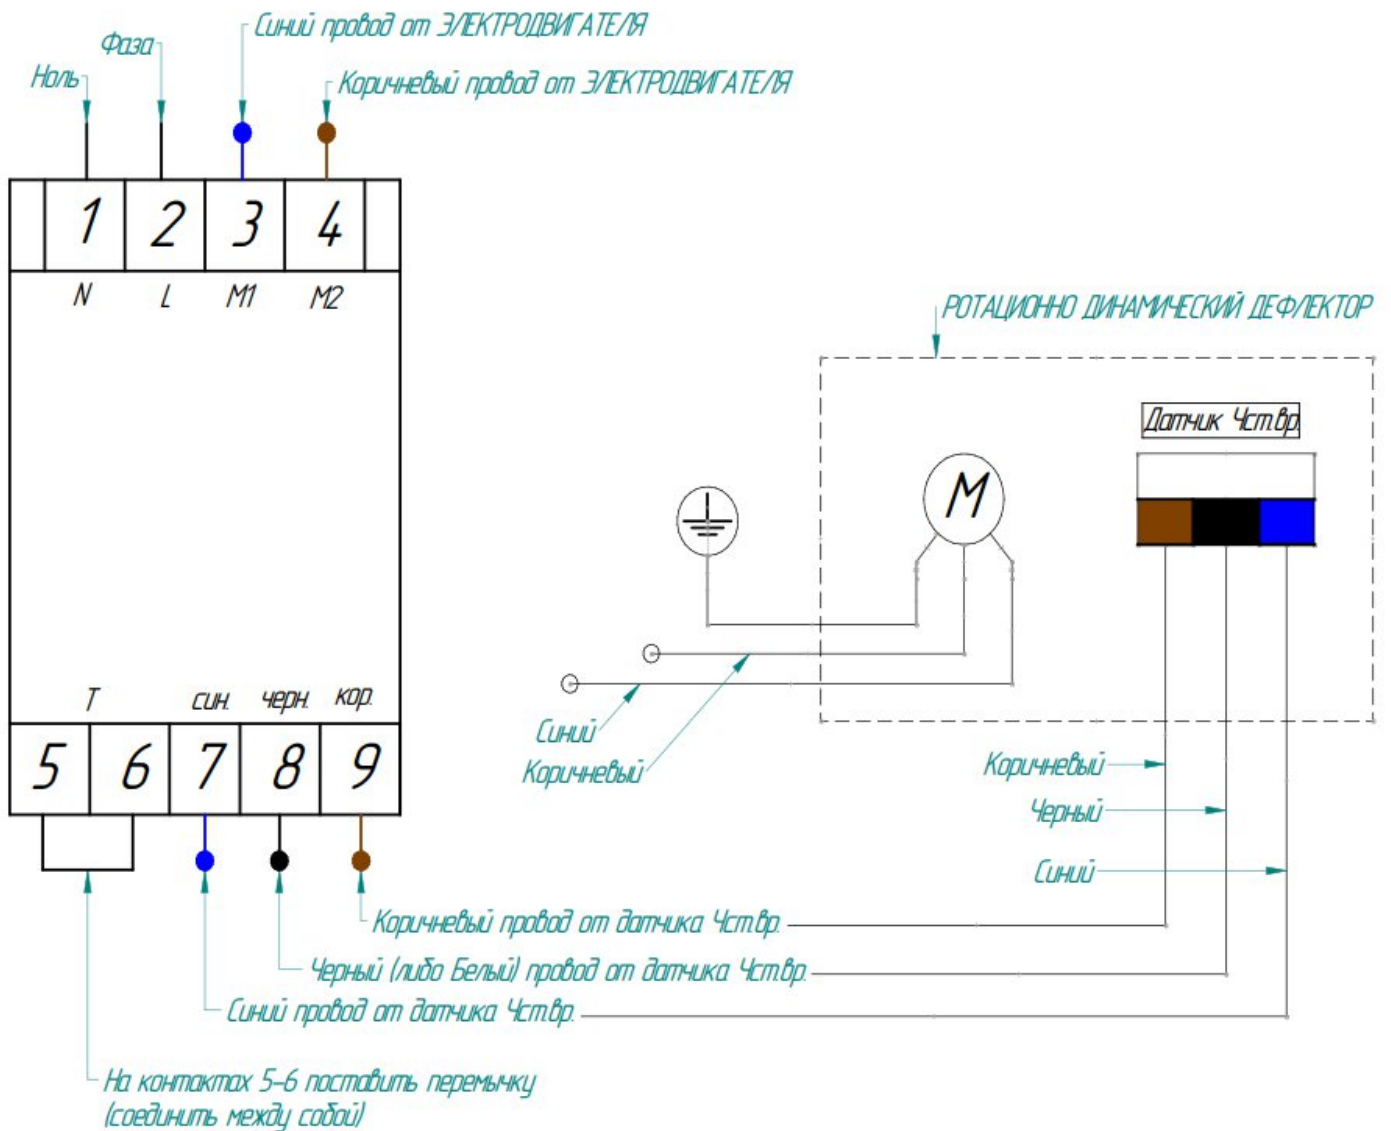 Синий провод от ЭЛЕКТРОДВИГАТЕЛЯ
Фаза
Ноль
Коричневый провод от ЭЛЕКТРОДВИГАТЕЛЯ
1 2 3 4
N L M1 M2
РОТАЦИОННО ДИНАМИЧЕСКИЙ ДЕФЛЕКТОР
Датчик Чст.вр.
М
Т син. черн. кор.
5 6 7 8 9
Синий
Коричневый
Коричневый
Черный
Синий
Коричневый провод от датчика Чст.вр.
Черный (либо Белый) провод от датчика Чст.вр.
Синий провод от датчика Чст.вр.
На контактах 5-6 поставить перемычку
(соединить между собой)